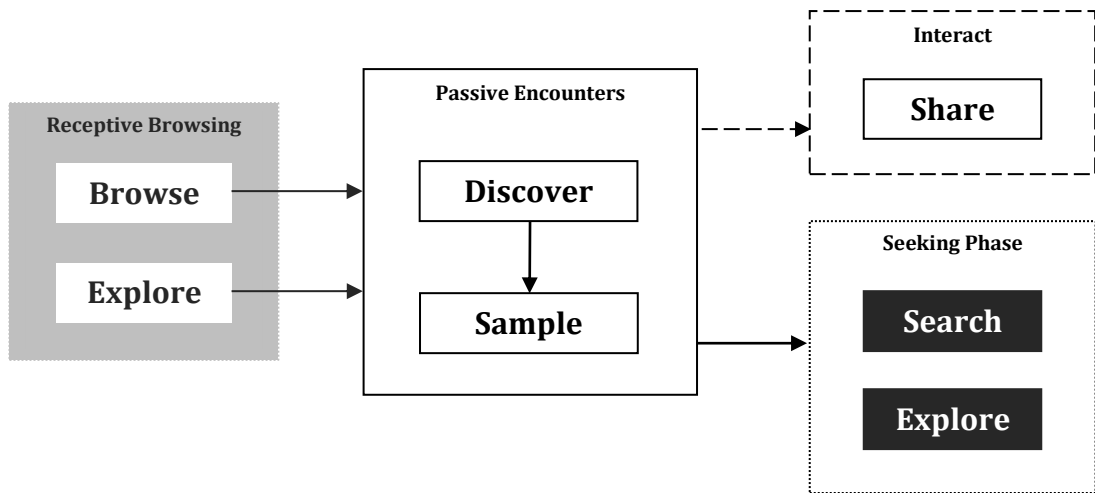 Receptive Browsing
Browse
Explore
Passive Encounters
Discover
Sample
Interact
Share
Seeking Phase
Search
Explore